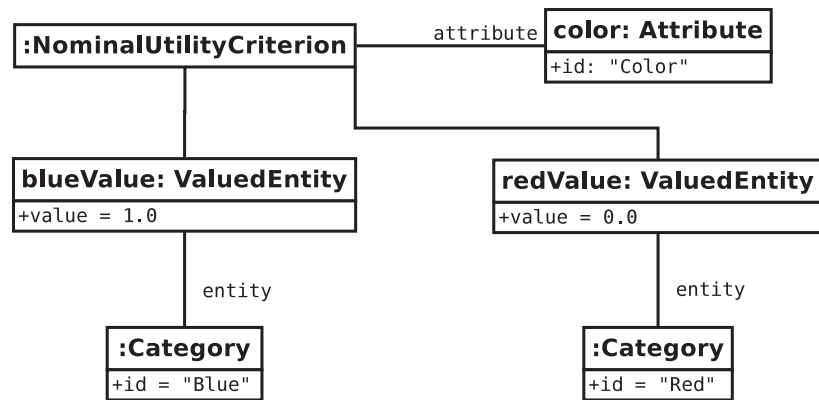 :NominalUtilityCriterion
attribute
color: Attribute
+id: "Color"
blueValue: ValuedEntity
+value = 1.0
redValue: ValuedEntity
+value = 0.0
entity
entity
:Category
+id = "Blue"
:Category
+id = "Red"